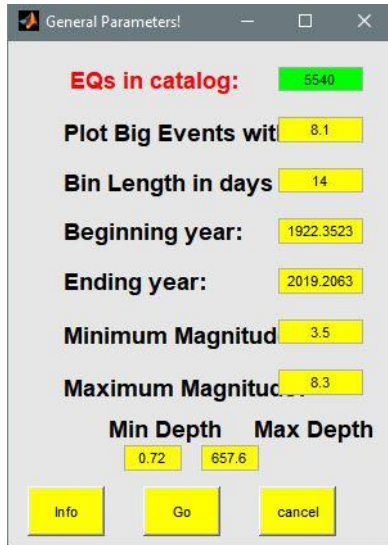 General Parameters!
EQs in catalog: 5540
Plot Big Events wit 8.1
Bin Length in days 14
Beginning year: 1922.3523
Ending year: 2019.2063
Minimum Magnitud 3.5
Maximum Magnitude: 8.3
Min Depth Max Depth
0.72 657.6
Info Go cancel